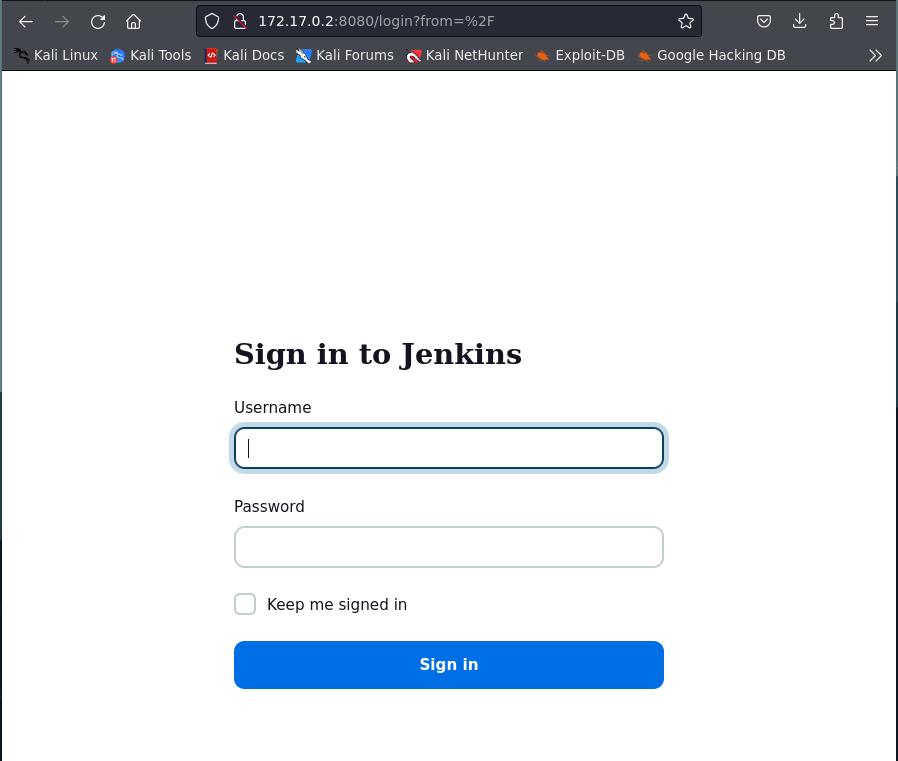 172.17.0.2:8080/login?from=%2F
Kali Linux Kali Tools Kali Docs Kali Forums Kali NetHunter Exploit-DB Google Hacking DB
Sign in to Jenkins
Username
Password
Keep me signed in
Sign in